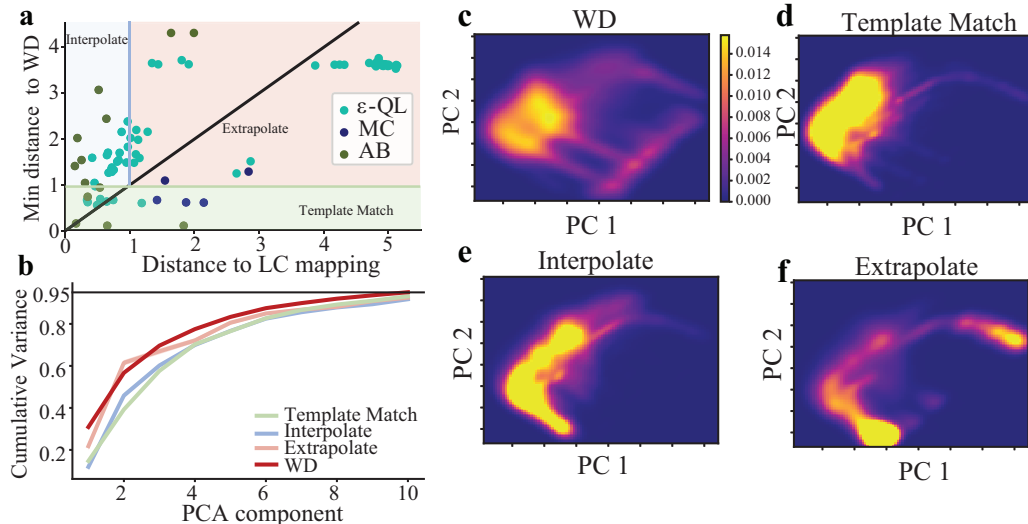 a
Min distance to WD
4
3
2
1
0
Interpolate
Extrapolate
Template Match
ε-QL
MC
AB
0
1
2
3
4
5
Distance to LC mapping
b
Cumulative Variance
0.95
0.8
0.6
0.4
0.2
Template Match
Interpolate
Extrapolate
WD
2
4
6
8
10
PCA component
c
WD
PC 2
PC 1
0.014
0.012
0.010
0.008
0.006
0.004
0.002
0.000
d
Template Match
PC 2
PC 1
e
Interpolate
PC 2
PC 1
f
Extrapolate
PC 2
PC 1